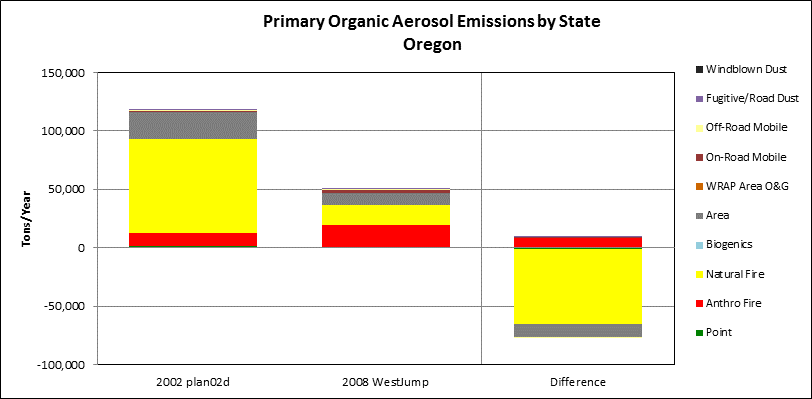 Primary Organic Aerosol Emissions by State
Oregon
Tons/Year
150,000
100,000
50,000
0
-50,000
-100,000
2002 plan02d
2008 WestJump
Difference
Windblown Dust
Fugitive/Road Dust
Off-Road Mobile
On-Road Mobile
WRAP Area O&G
Area
Biogenics
Natural Fire
Anthro Fire
Point